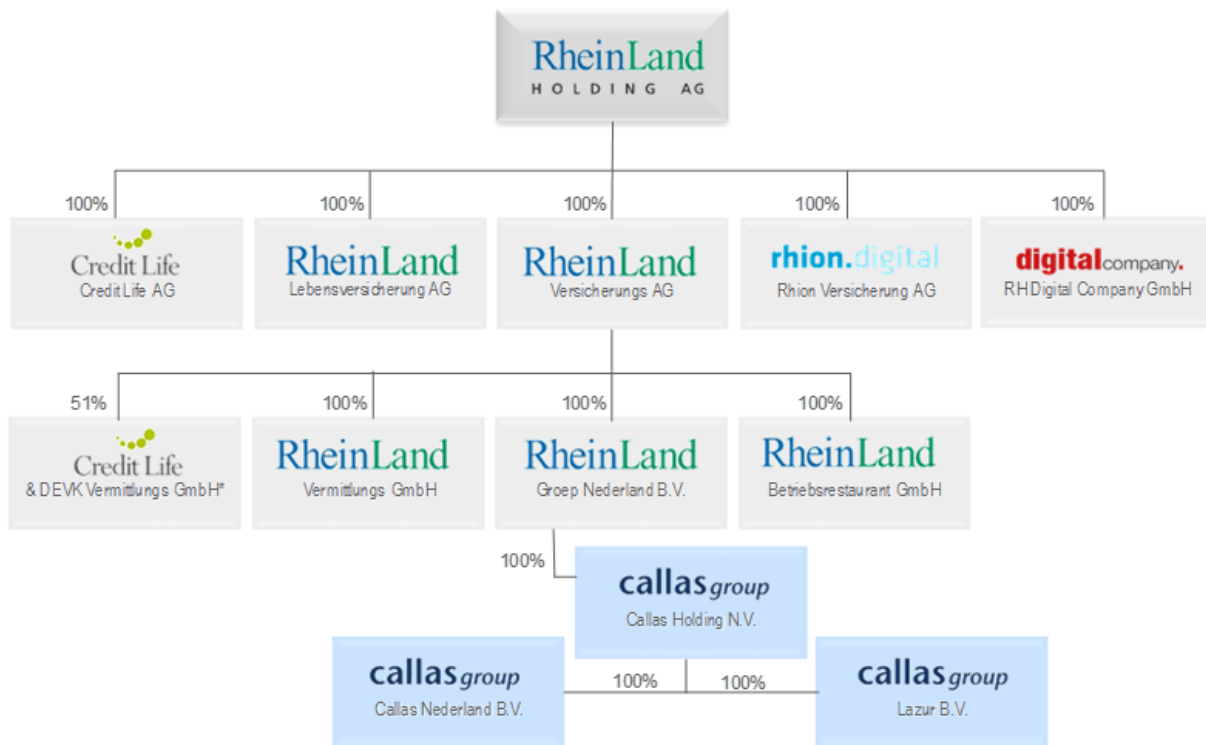 RheinLand
HOLDING AG
100% 100% 100% 100% 100%
Credit Life
Credit Life AG
RheinLand
Lebensversicherung AG
RheinLand
Versicherungs AG
rhion.digital
Rhion Versicherung AG
digitalcompany.
RH Digital Company GmbH
51% 100% 100% 100%
Credit Life
& DEVK Vermittlungs GmbH*
RheinLand
Vermittlungs GmbH
RheinLand
Groep Nederland B.V.
RheinLand
Betriebsrestaurant GmbH
100%
callas group
Callas Holding N.V.
100% 100%
callas group
Callas Nederland B.V.
callas group
Lazur B.V.